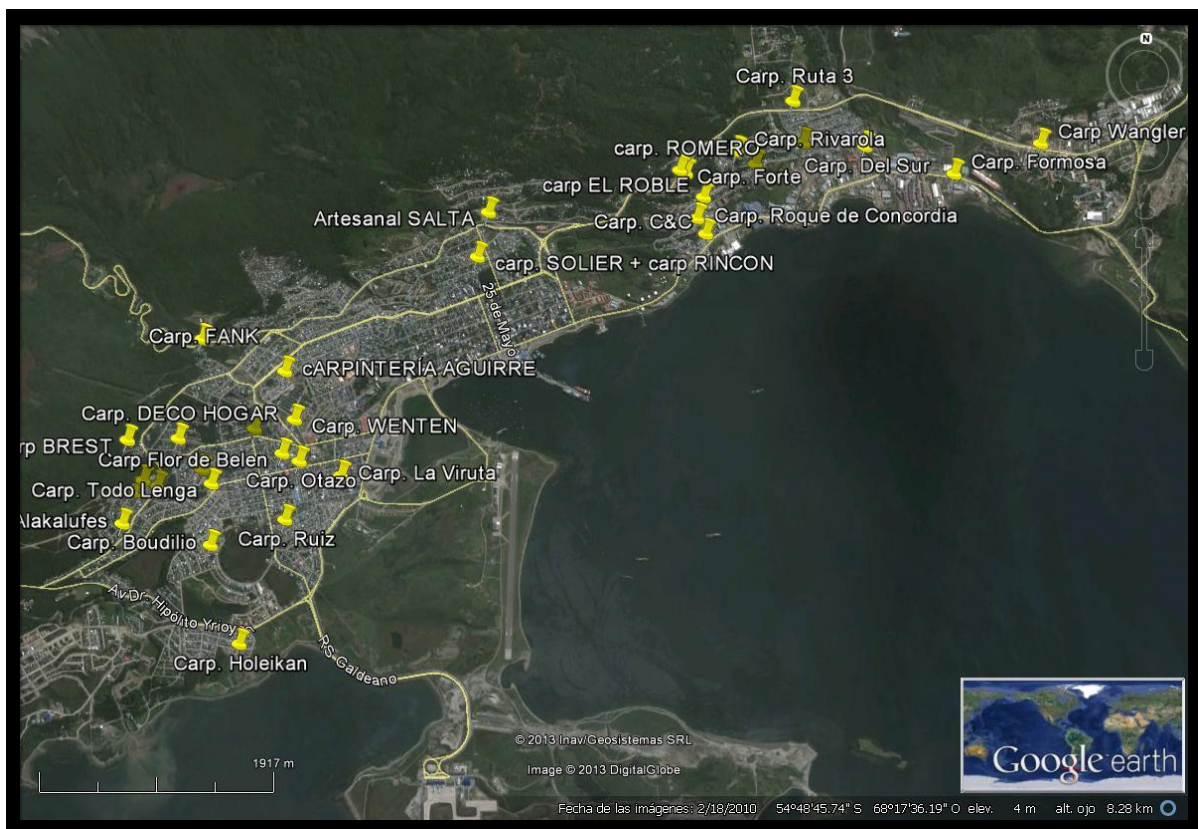 N
Carp. Ruta 3
Carp Wangler
carp. ROMERO
Carp. Rivarola
Carp. Del Sur
Carp. Formosa
carp EL ROBLE
Carp. Forte
Artesanal SALTA
Carp. C&C
Carp. Roque de Concordia
carp. SOLIER + carp RINCON
25 de Mayo
Carp. FANK
cARPINTERÍA AGUIRRE
Carp. DECO HOGAR
Carp. WENTEN
rp BREST
Carp Flor de Belen
Carp. Otazo
Carp. La Viruta
Carp. Todo Lenga
Alakalufes
Carp. Boudilio
Carp. Ruiz
Av Dr. Hipólito Yrioyen
Carp. Holeikan
RS Galdeano
© 2013 Inav/Geosistemas SRL
Image © 2013 DigitalGlobe
1917 m
Google earth
Fecha de las imágenes: 2/18/2010 54°48'45.74" S 68°17'36.19" O elev. 4 m alt. ojo 8.28 km